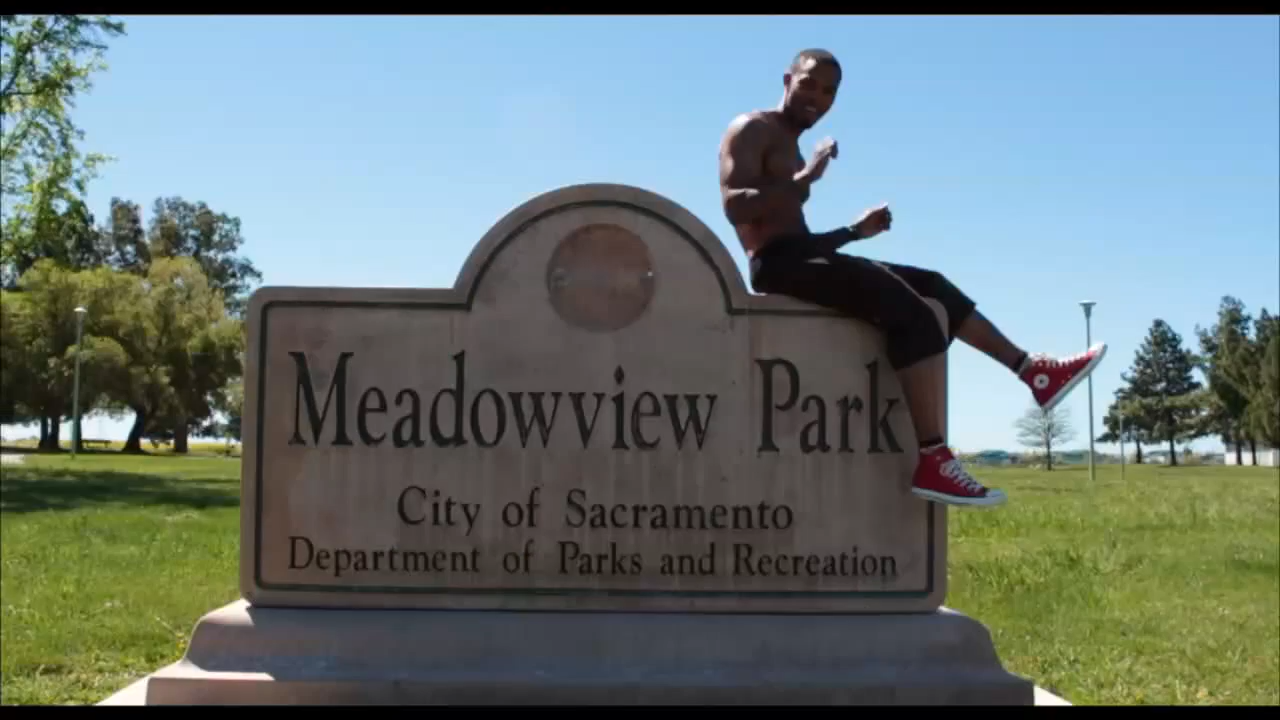 Meadowview Park
City of Sacramento
Department of Parks and Recreation